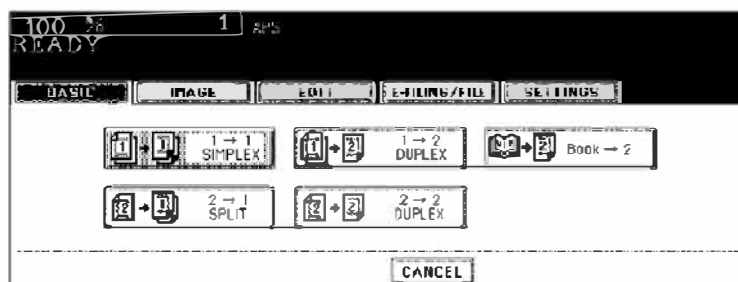 100 % 1 APS
READY
BASIC IMAGE EDIT E-FILING/FILE SETTINGS
1 → 1 SIMPLEX 1 → 2 DUPLEX Book → 2
2 → 1 SPLIT 2 → 2 DUPLEX
CANCEL